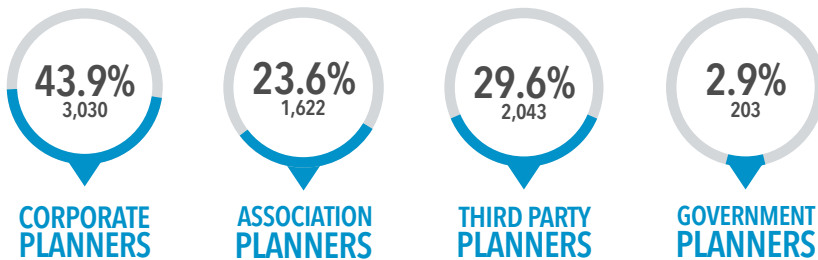 43.9%
3,030
CORPORATE
PLANNERS
23.6%
1,622
ASSOCIATION
PLANNERS
29.6%
2,043
THIRD PARTY
PLANNERS
2.9%
203
GOVERNMENT
PLANNERS